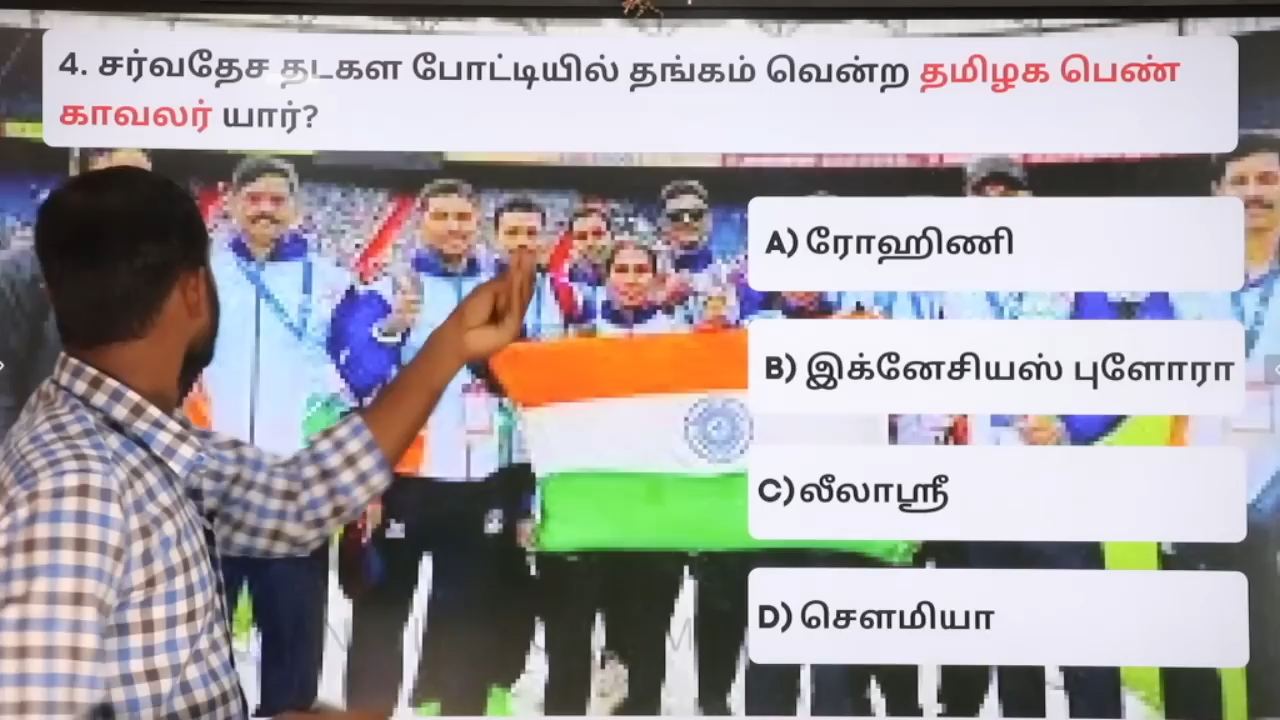 4. சர்வதேச தடகள போட்டியில் தங்கம் வென்ற தமிழக பெண்
காவலர் யார்?
A) ரோஹிணி
B) இக்னேசியஸ் புளோரா
C) லீலாஸ்ரீ
D) சௌமியா